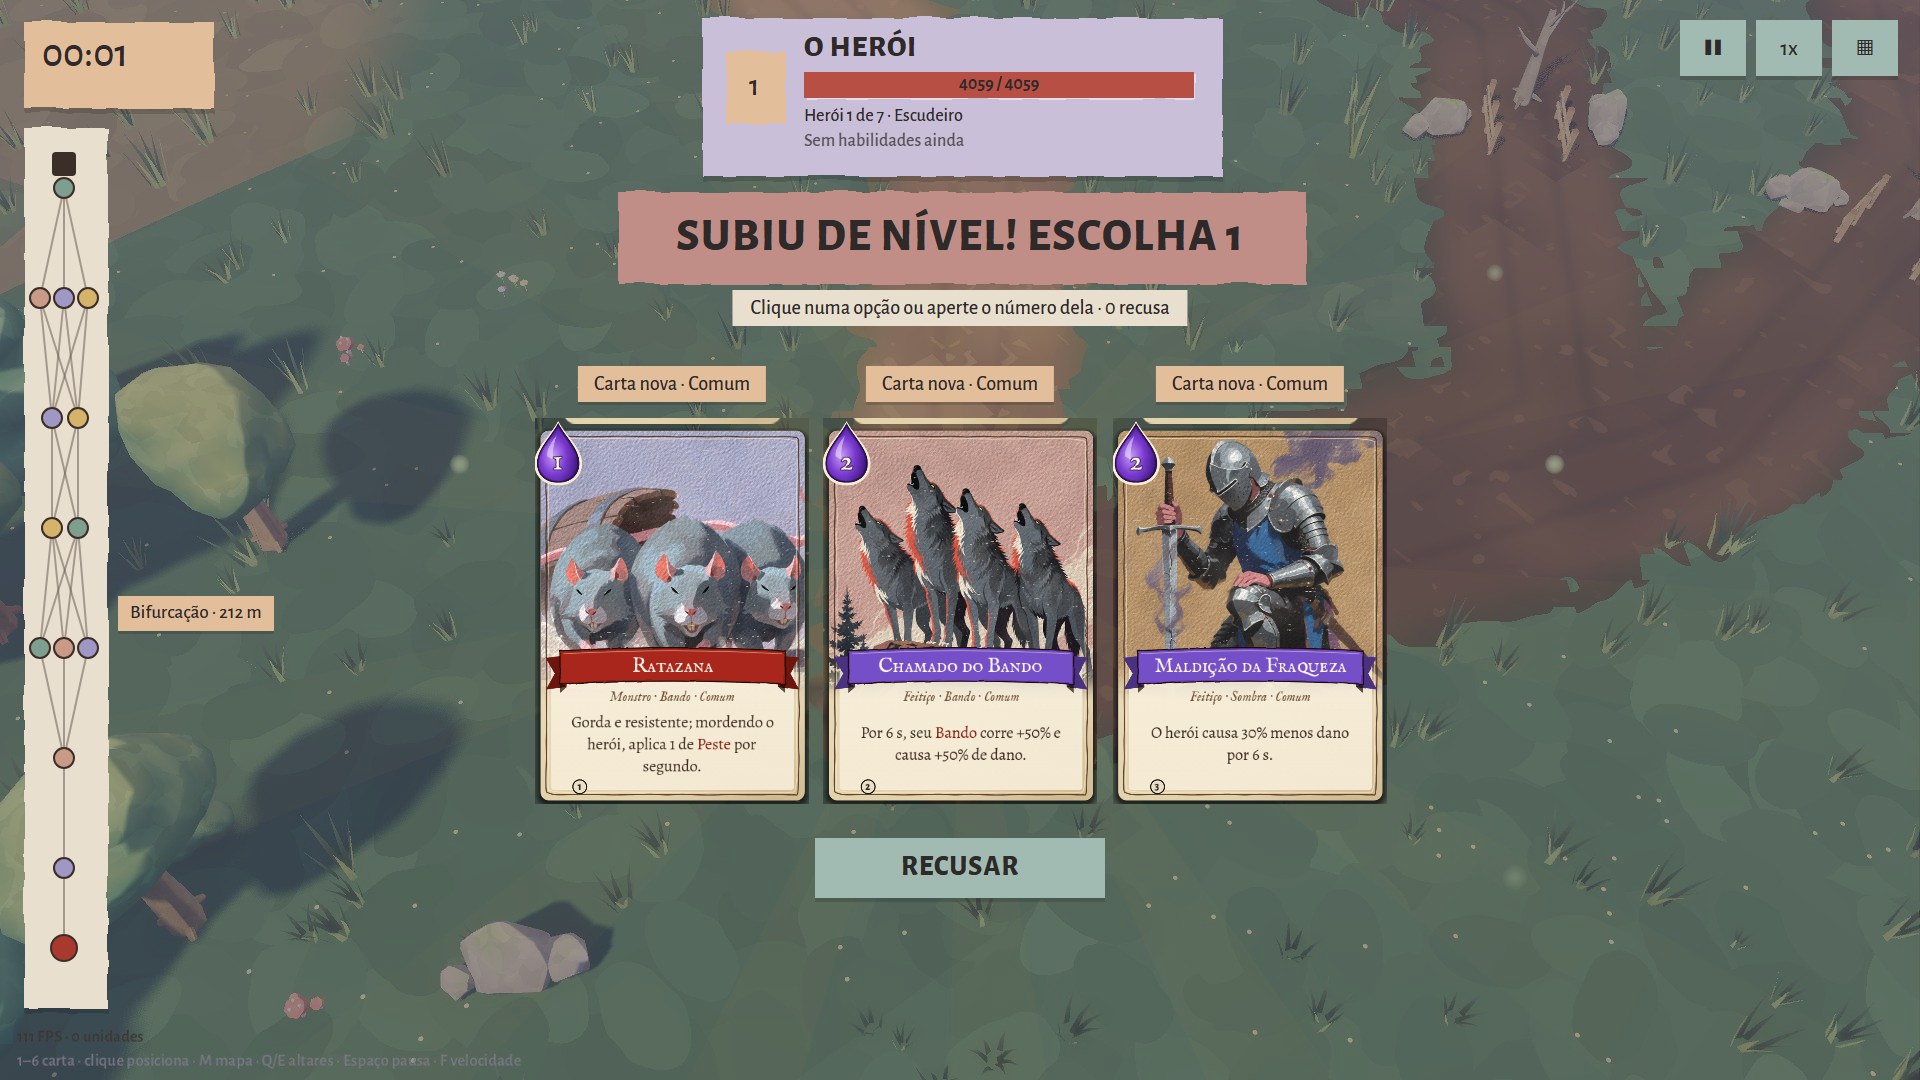 00:01
O HERÓI
1
4059 / 4059
Herói 1 de 7 · Escudeiro
Sem habilidades ainda
1x
SUBIU DE NÍVEL! ESCOLHA 1
Clique numa opção ou aperte o número dela · 0 recusa
Carta nova · Comum
Carta nova · Comum
Carta nova · Comum
1
Ratazana
Monstro · Bando · Comum
Gorda e resistente; mordendo o
herói, aplica 1 de Peste por
segundo.
1
2
Chamado do Bando
Feitiço · Bando · Comum
Por 6 s, seu Bando corre +50% e
causa +50% de dano.
2
2
Maldição da Fraqueza
Feitiço · Sombra · Comum
O herói causa 30% menos dano
por 6 s.
3
Bifurcação · 212 m
RECUSAR
111 FPS · 0 unidades
1–6 carta · clique posiciona · M mapa · Q/E altares · Espaço pausa · F velocidade